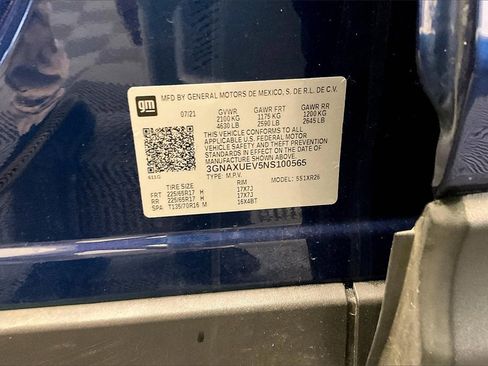 gm
MFD BY GENERAL MOTORS DE MEXICO, S. DE R.L. DE C.V.
07/21 GVWR GAWR FRT GAWR RR
2100 KG 1175 KG 1200 KG
4630 LB 2590 LB 2645 LB
THIS VEHICLE CONFORMS TO ALL
APPLICABLE U.S. FEDERAL MOTOR
VEHICLE SAFETY AND THEFT PREVENTION
STANDARDS IN EFFECT ON THE DATE OF
MANUFACTURE SHOWN ABOVE.
3GNAXUEV5NS100565
TYPE: M.P.V. MODEL: 5S1XR26
TIRE SIZE RIM
FRT 225/65R17 H 17X7J
RR 225/65R17 H 17X7J
SPA T135/70R16 M 16X4BT